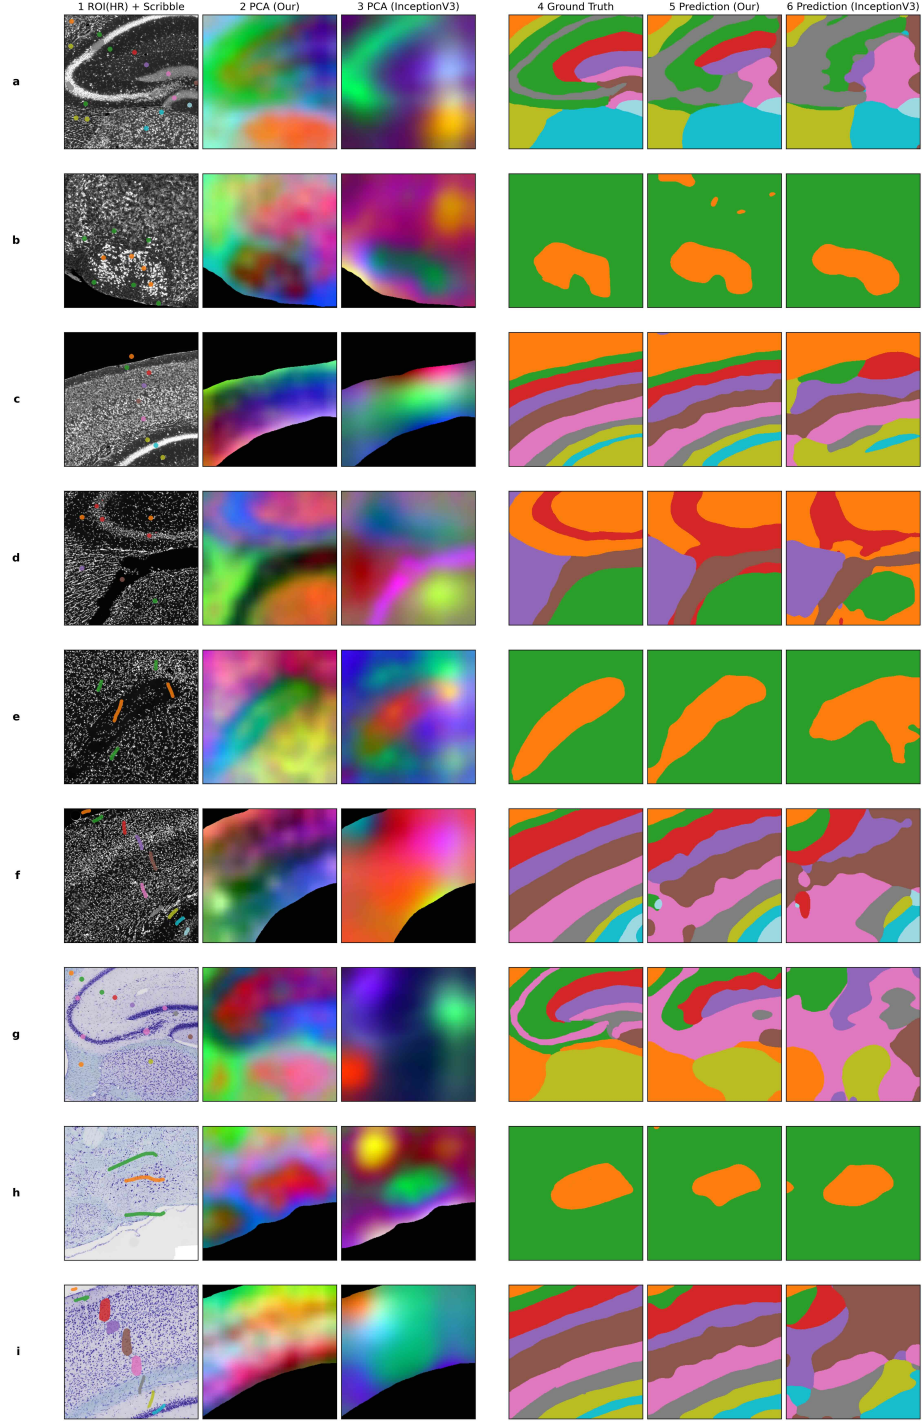 1 ROI(HR) + Scribble 2 PCA (Our) 3 PCA (InceptionV3) 4 Ground Truth 5 Prediction (Our) 6 Prediction (InceptionV3)
a
b
c
d
e
f
g
h
i